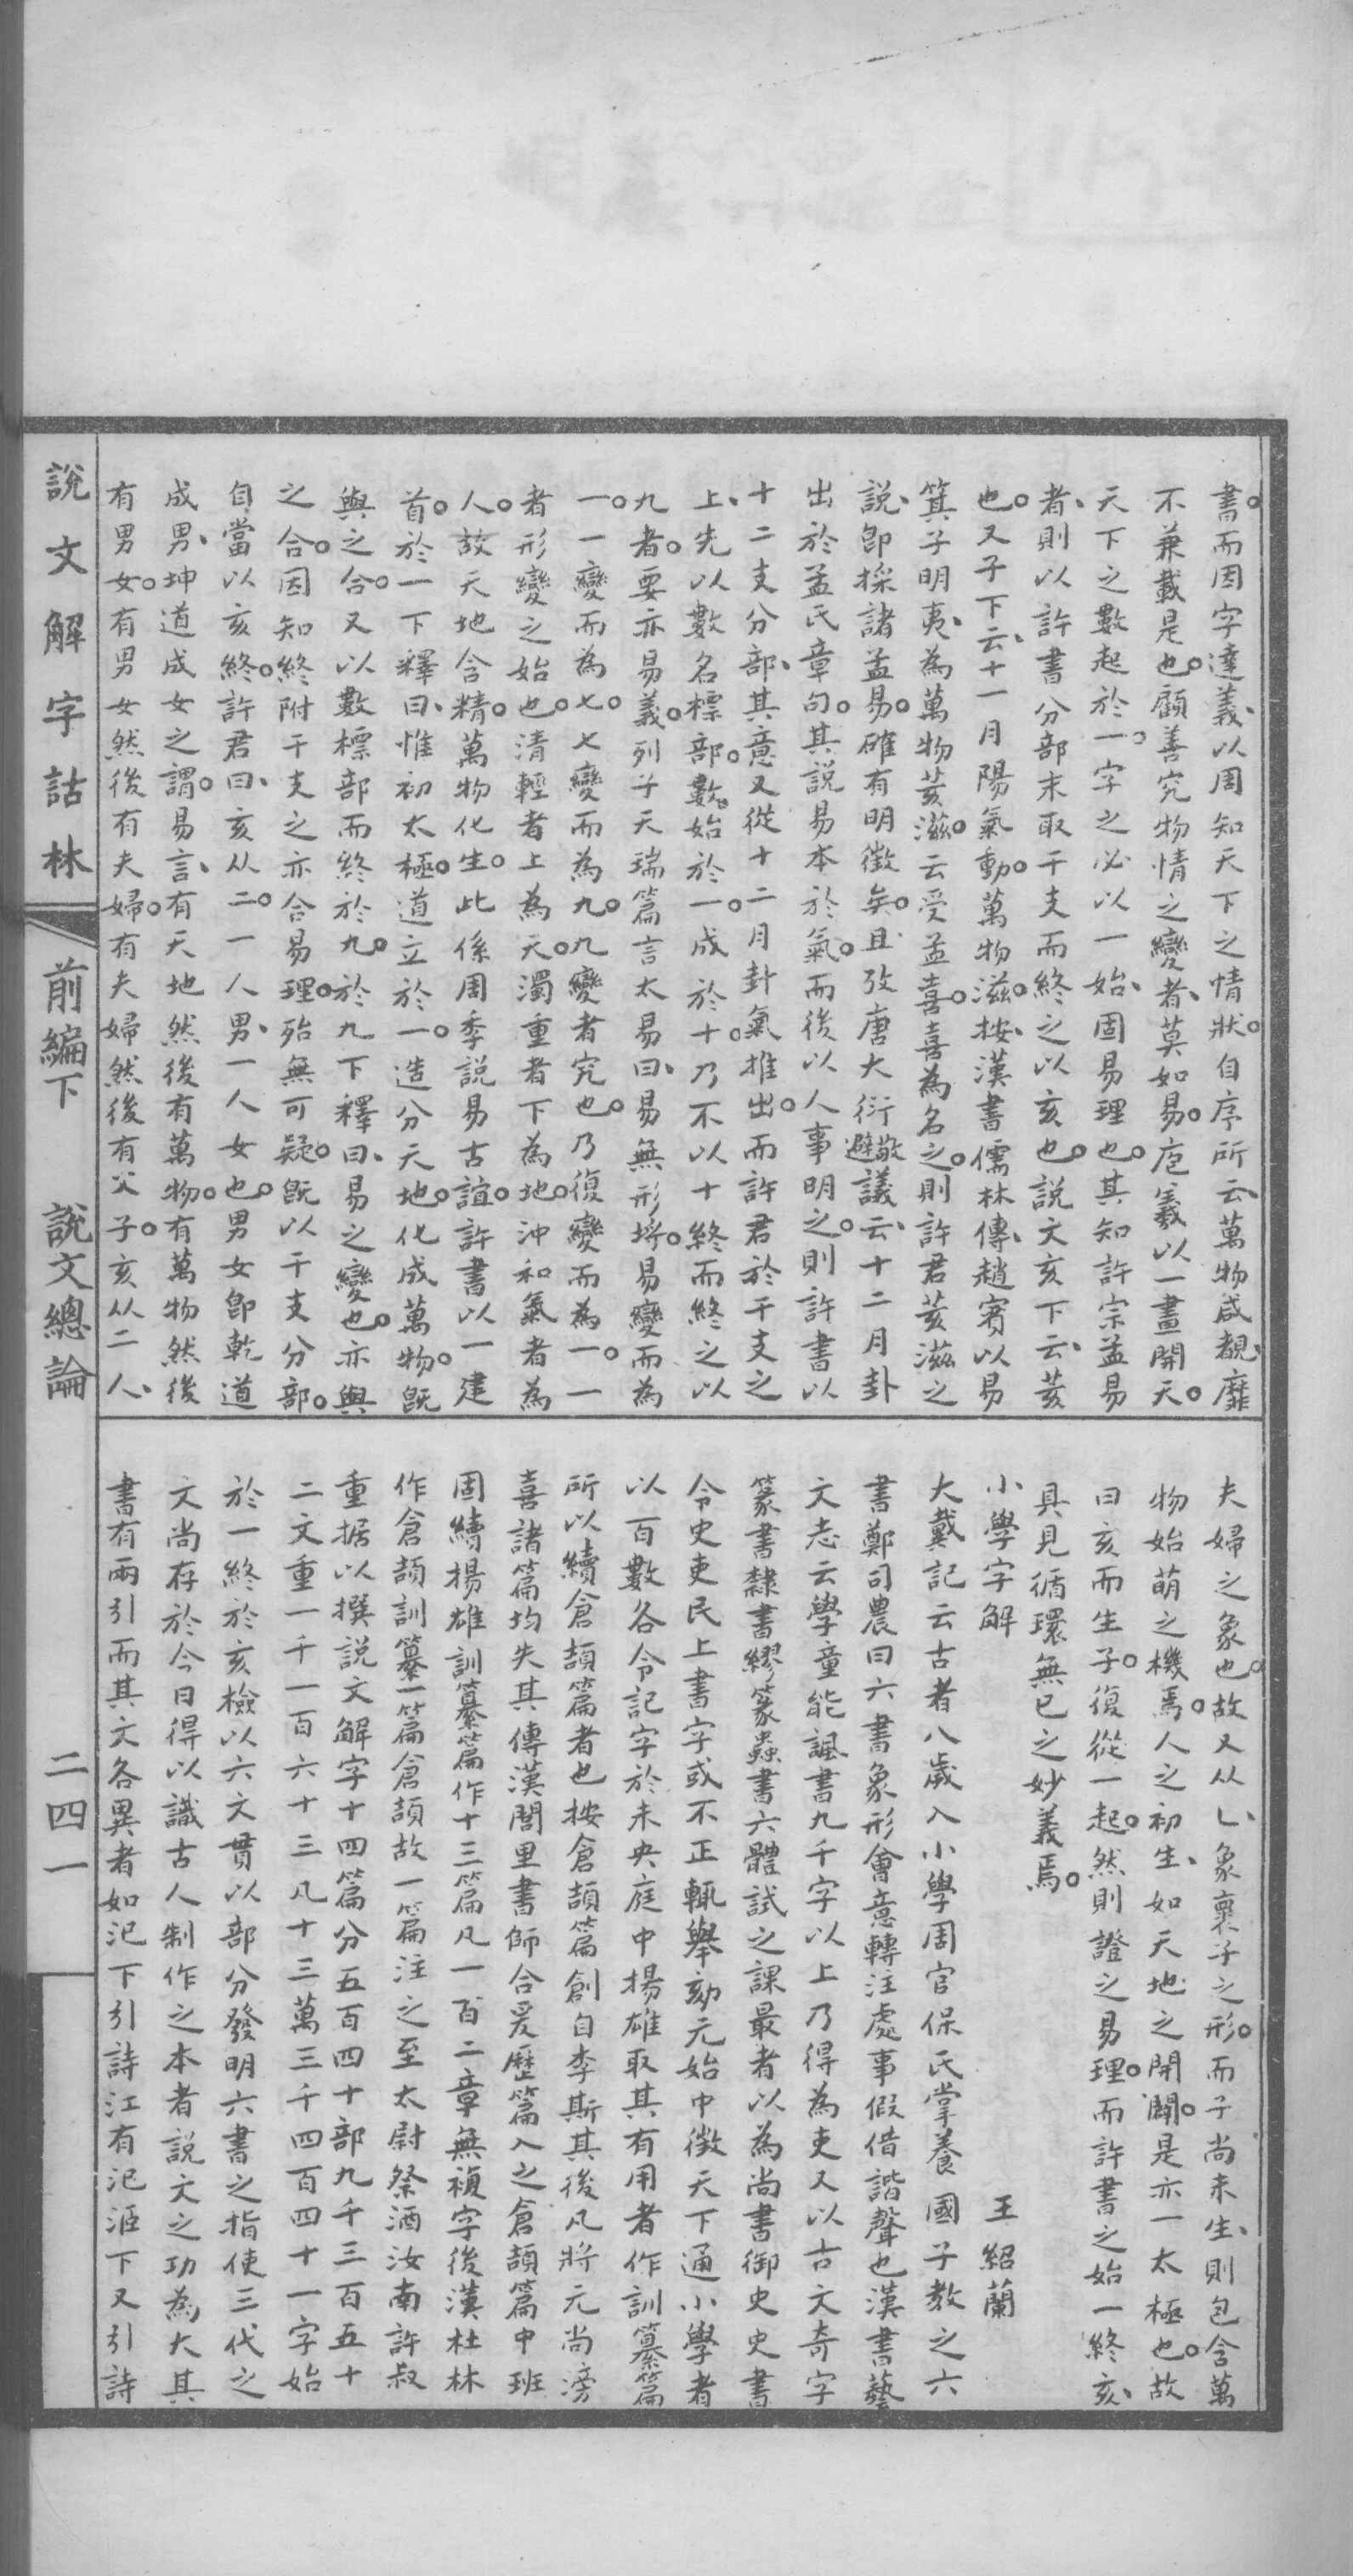 書。而因字達義、以周知天下之情狀。自序所云、萬物咸覩、靡
不兼載是也。顧善究物情之變者、莫如易。庖羲以一畫開天。
天下之數起於一。字之必以一始、固易理也。其知許宗孟易
者、則以許書分部末取干支而終之以亥也。說文亥下云、荄
也。又子下云、十一月陽氣動。萬物滋。按、漢書儒林傳、趙賓以易
箕子明夷、為萬物荄滋。云受孟喜。喜為名之。則許君荄滋之
說、卽採諸孟易。確有明徵矣。且攷唐大衍避敬議云、十二月卦
出於孟氏章句。其說易本於氣。而後以人事明之。則許書以
十二支分部、其意又從十二月卦氣推出。而許君於干支之
上、先以數名標部。數始於一。成於十。乃不以十終而終之以
九者。要亦易義。列子天瑞篇言太易曰、易無形埒。易變而為
一。一變而為七。七變而為九。九變者究也。乃復變而為一。一
者形變之始也。清輕者上為天。濁重者下為地。沖和氣者為
人。故天地含精。萬物化生。此係周季說易古誼。許書以一建
首。於一下釋曰、惟初太極。道立於一。造分天地。化成萬物。旣
與之合。又以數標部而終於九。於九下釋曰、易之變也。亦與
之合。因知終附干支之亦合易理。殆無可疑。旣以干支分部。
自當以亥終。許君曰、亥从二。一人男、一人女也。男女卽乾道
成男、坤道成女之謂。易言、有天地然後有萬物。有萬物然後
有男女。有男女然後有夫婦。有夫婦然後有父子。亥从二人、
夫婦之象也。故又从乚、象裹子之形。而子尚未生、則包含萬
物始萌之機焉。人之初生、如天地之開闢。是亦一太極也。故
曰亥而生子。復從一起。然則證之易理。而許書之始一終亥、
具見循環無已之妙義焉。
小學字解 王紹蘭
大戴記云古者八歲入小學周官保氏掌養國子教之六
書鄭司農曰六書象形會意轉注處事假借諧聲也漢書藝
文志云學童能諷書九千字以上乃得為吏又以古文奇字
篆書隸書繆篆蟲書六體試之課最者以為尚書御史史書
令史吏民上書字或不正輒舉劾元始中徵天下通小學者
以百數各令記字於未央庭中揚雄取其有用者作訓纂篇
所以續倉頡篇者也按倉頡篇創自李斯其後凡將元尚滂
喜諸篇均失其傳漢閭里書師合爰歷篇入之倉頡篇中班
固續揚雄訓纂篇作十三篇凡一百二章無複字後漢杜林
作倉頡訓纂一篇倉頡故一篇注之至太尉祭酒汝南許叔
重据以撰說文解字十四篇分五百四十部九千三百五十
二文重一千一百六十三凡十三萬三千四百四十一字始
於一終於亥檢以六文貫以部分發明六書之指使三代之
文尚存於今日得以識古人制作之本者說文之功為大其
書有兩引而其文各異者如氾下引詩江有氾洍下又引詩
說文解字詁林 前編下 說文總論 二四一